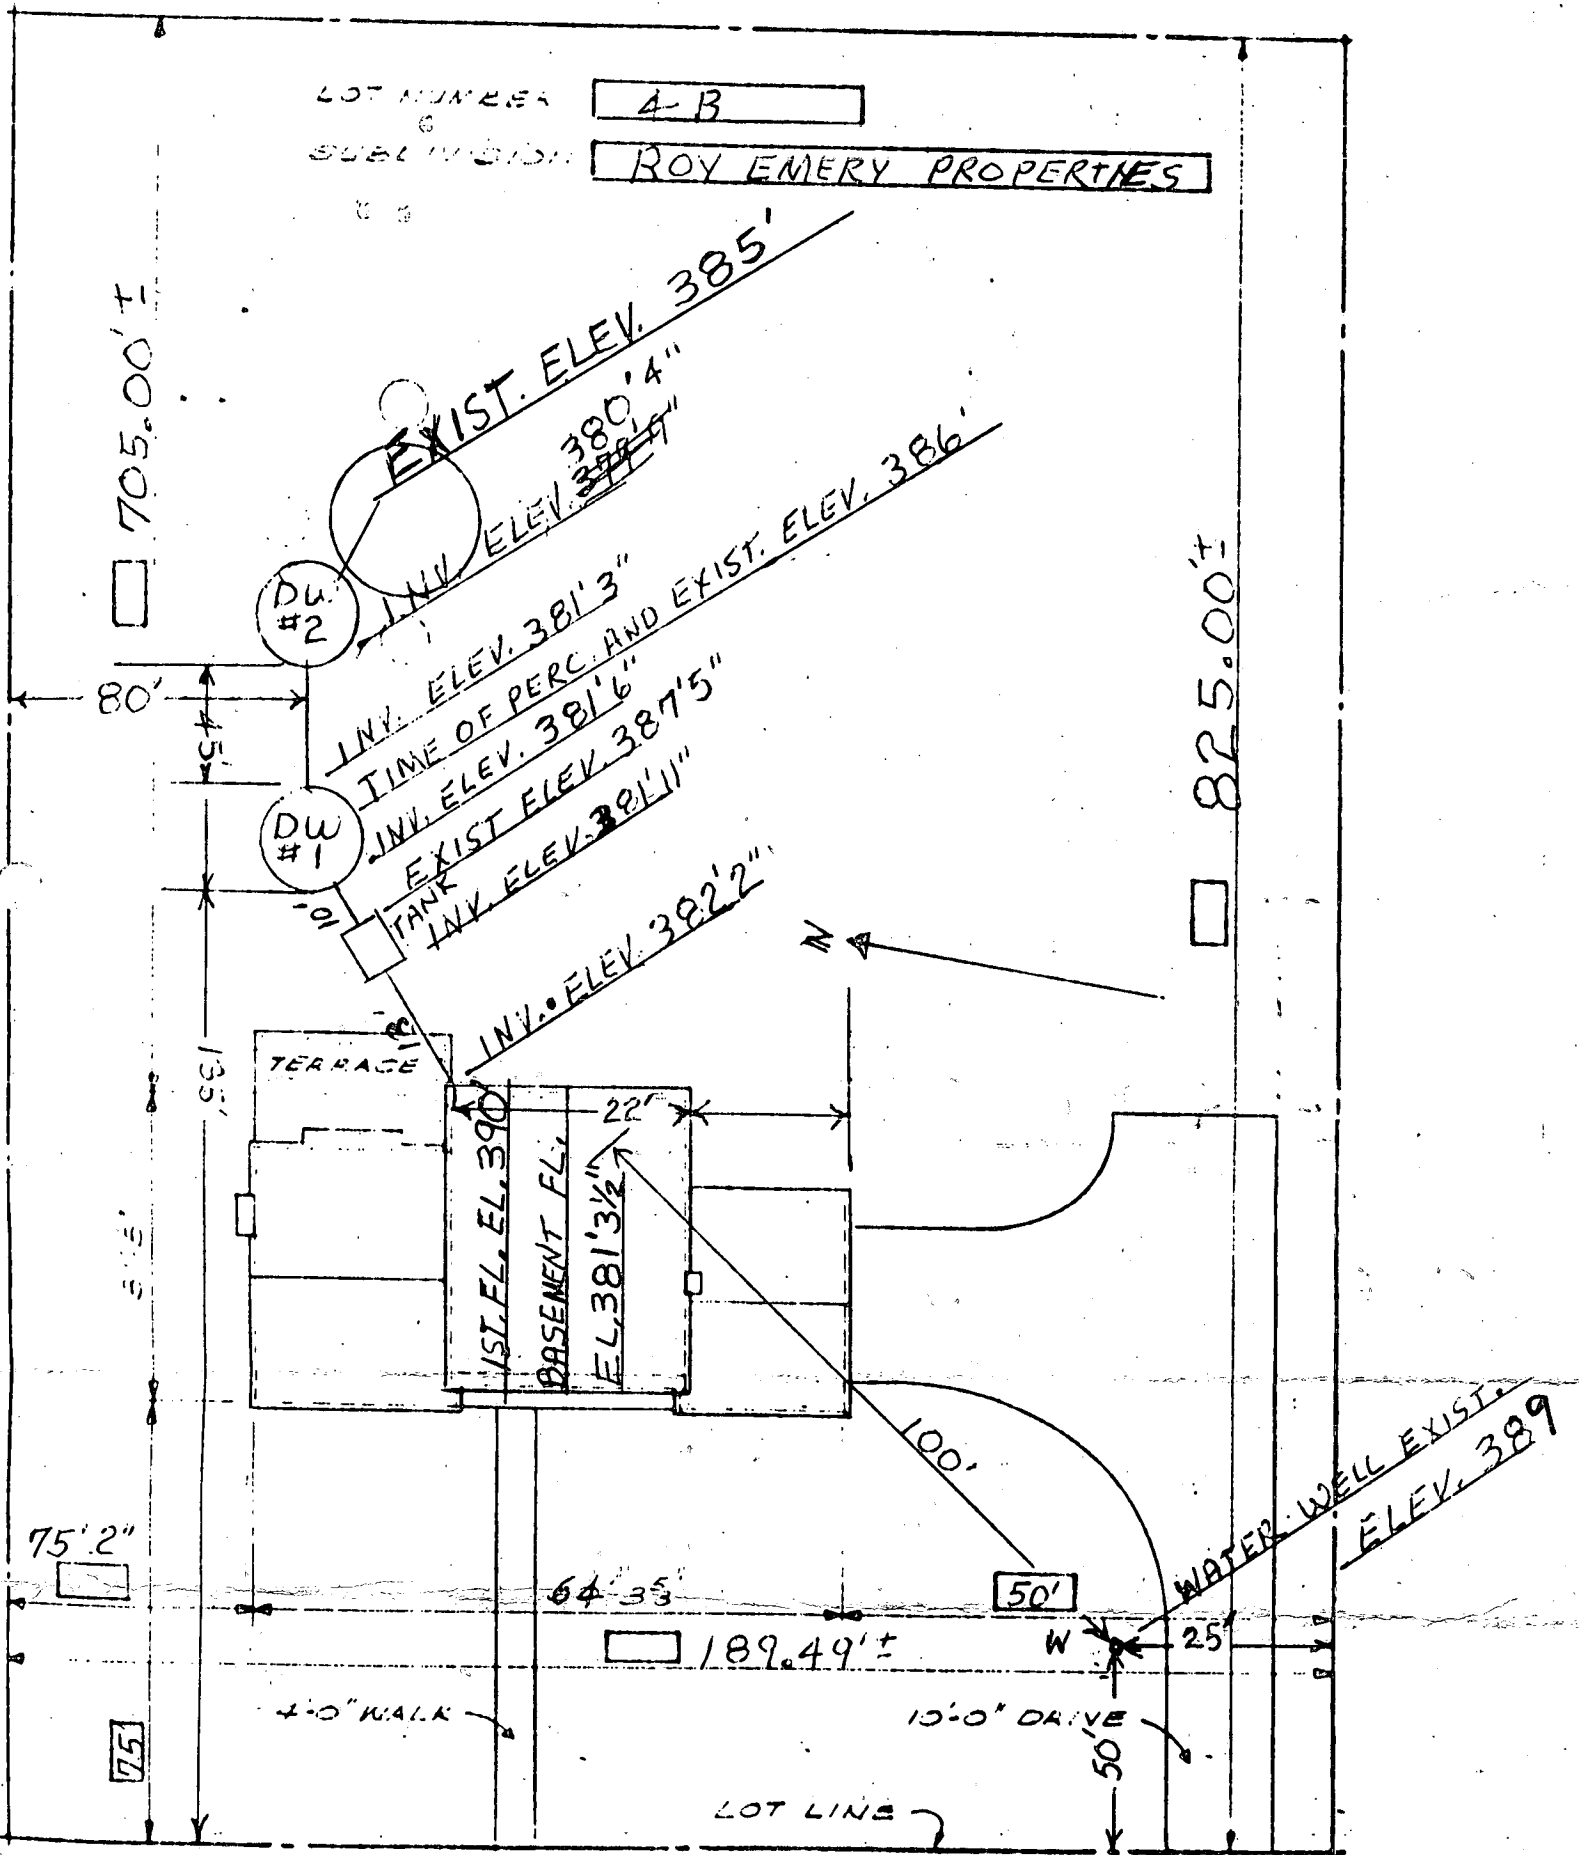 LOT NUMBER
4-B
&
SUBDIVISION
ROY EMERY PROPERTIES
705.00' ±
EXIST. ELEV. 385'
380'4"
INV. ELEV.
INV. ELEV. 381'3"
TIME OF PERC. AND EXIST. ELEV. 386'
INV. ELEV. 381'6"
EXIST ELEV. 387'5"
TANK
INV. ELEV. 381'11"
INV. ELEV. 382'2"
DW
#2
80'
45'
DW
#1
10'
825.00'±
N
TERRACE
185'
22'
1ST. FL. EL. 390'
BASEMENT FL.
EL. 381'3½"
100'
WATER WELL EXIST.
ELEV. 389
75'2"
64'
50'
W
25'
189.49'±
4'-0" WALK
10'-0" DRIVE
50'
75'
LOT LINE